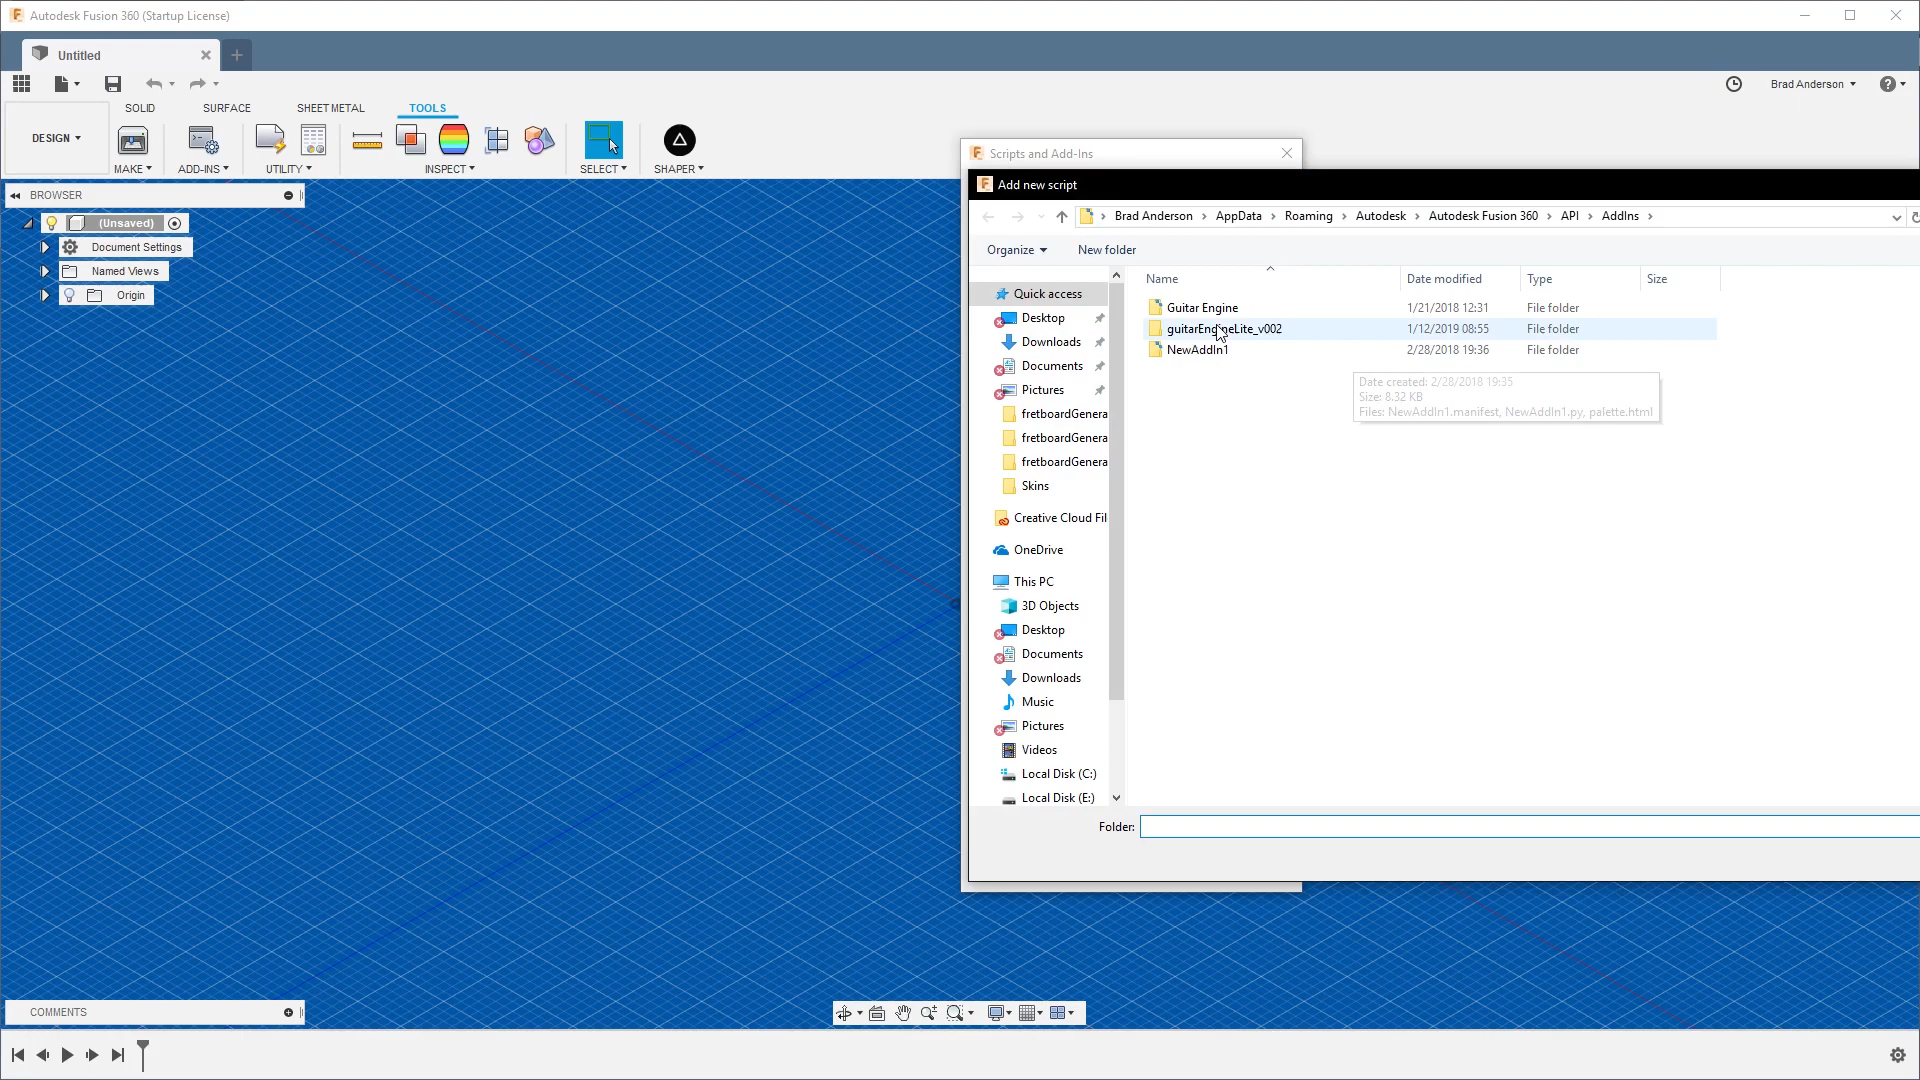 Autodesk Fusion 360 (Startup License)
Untitled
Brad Anderson
SOLID SURFACE SHEET METAL TOOLS
DESIGN
MAKE ADD-INS UTILITY INSPECT SELECT SHAPER
BROWSER
(Unsaved)
Document Settings
Named Views
Origin
Scripts and Add-Ins
Add new script
Brad Anderson AppData Roaming Autodesk Autodesk Fusion 360 API AddIns
Organize New folder
Name Date modified Type Size
Guitar Engine 1/21/2018 12:31 File folder
guitarEngineLite_v002 1/12/2019 08:55 File folder
NewAddIn1 2/28/2018 19:36 File folder
Date created: 2/28/2018 19:35
Size: 8.32 KB
Files: NewAddIn1.manifest, NewAddIn1.py, palette.html
Quick access
Desktop
Downloads
Documents
Pictures
fretboardGenera
fretboardGenera
fretboardGenera
Skins
Creative Cloud Fil
OneDrive
This PC
3D Objects
Desktop
Documents
Downloads
Music
Pictures
Videos
Local Disk (C:)
Local Disk (E:)
Folder:
COMMENTS